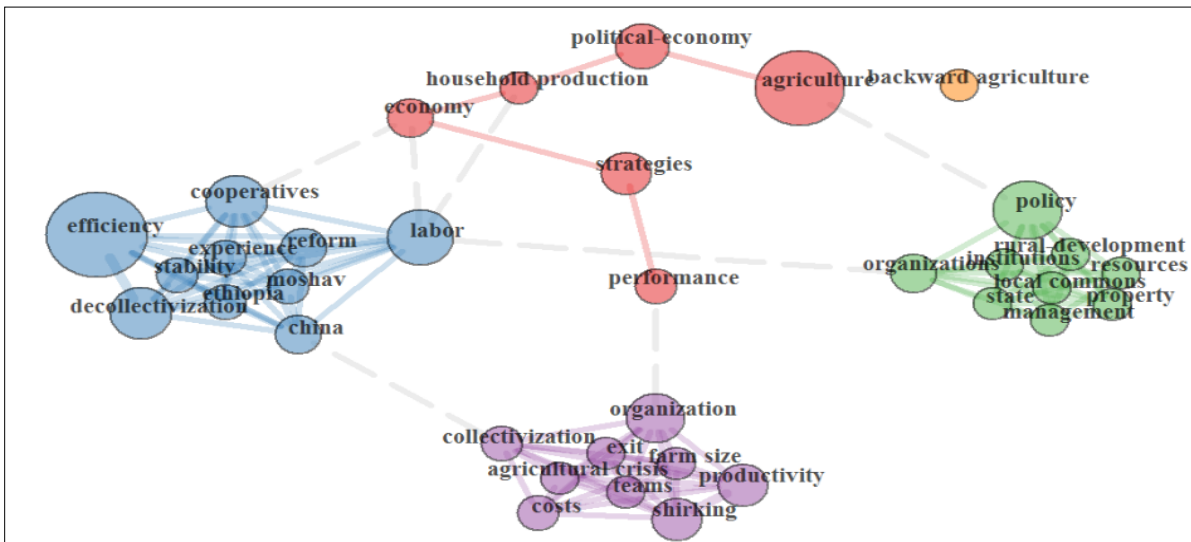 political-economy
household production
agriculture
backward agriculture
economy
strategies
cooperatives
efficiency
labor
policy
experience
reform
rural-development
stability
moshav
organizations
institutions
resources
performance
local commons
decollectivization
ethiopia
state
property
china
management
organization
collectivization
exit
farm size
agricultural crisis
productivity
teams
costs
shirking